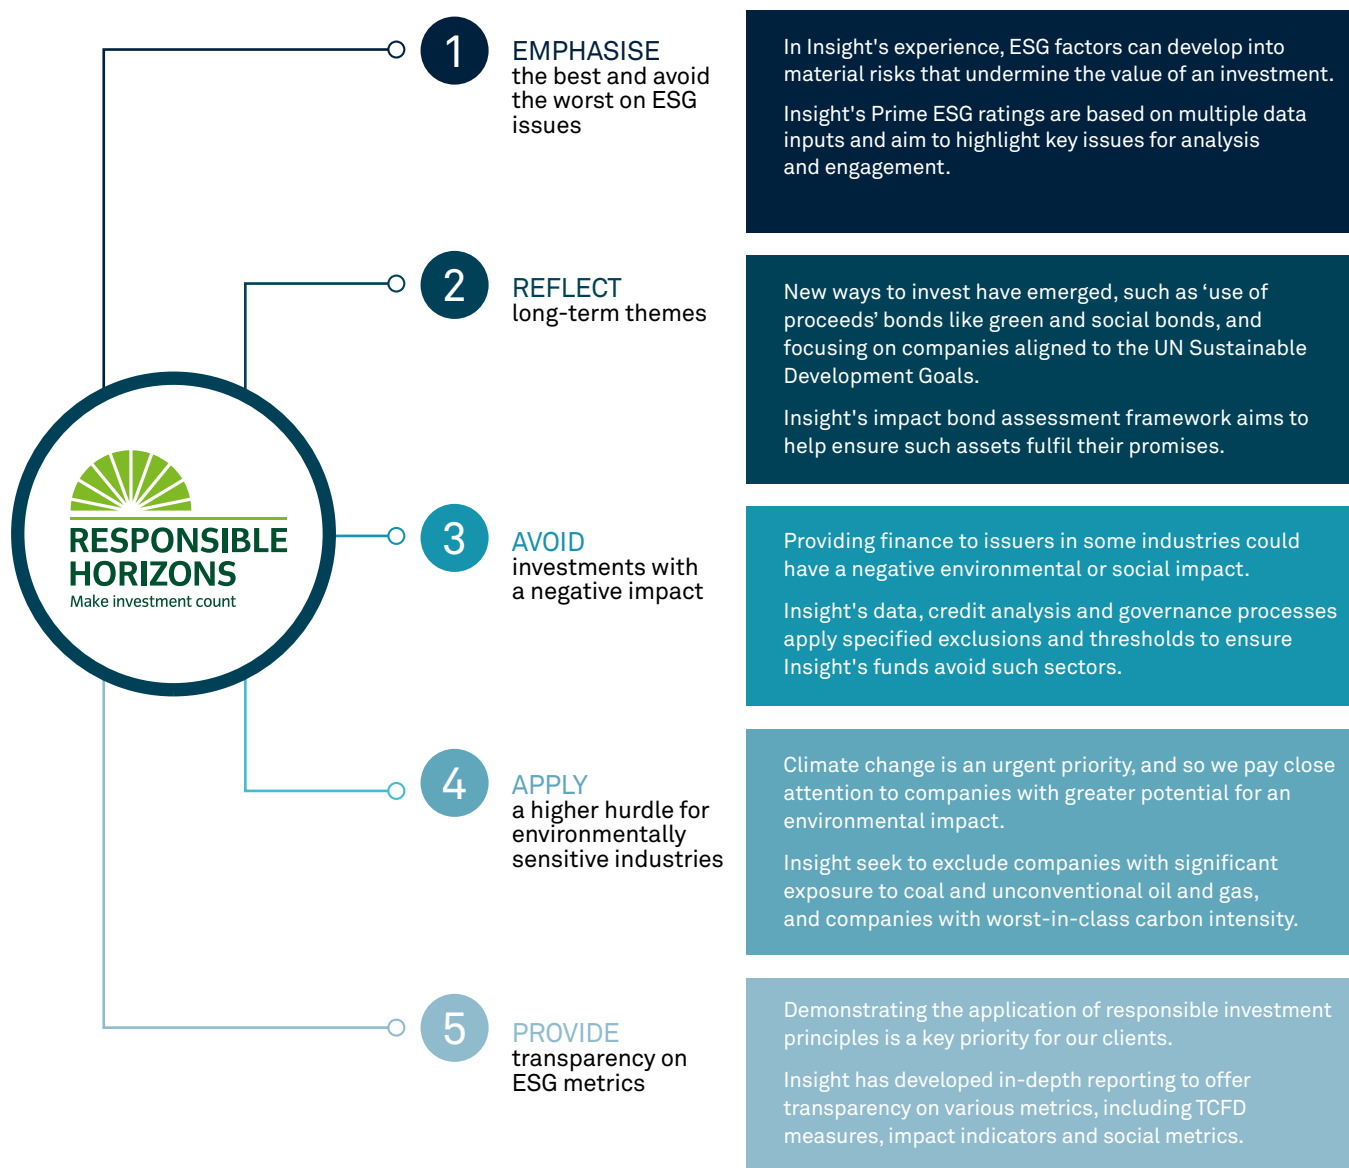 RESPONSIBLE
HORIZONS
Make investment count
1
EMPHASISE
the best and avoid
the worst on ESG
issues
In Insight's experience, ESG factors can develop into
material risks that undermine the value of an investment.
Insight's Prime ESG ratings are based on multiple data
inputs and aim to highlight key issues for analysis
and engagement.
2
REFLECT
long-term themes
New ways to invest have emerged, such as ‘use of
proceeds’ bonds like green and social bonds, and
focusing on companies aligned to the UN Sustainable
Development Goals.
Insight's impact bond assessment framework aims to
help ensure such assets fulfil their promises.
3
AVOID
investments with
a negative impact
Providing finance to issuers in some industries could
have a negative environmental or social impact.
Insight's data, credit analysis and governance processes
apply specified exclusions and thresholds to ensure
Insight's funds avoid such sectors.
4
APPLY
a higher hurdle for
environmentally
sensitive industries
Climate change is an urgent priority, and so we pay close
attention to companies with greater potential for an
environmental impact.
Insight seek to exclude companies with significant
exposure to coal and unconventional oil and gas,
and companies with worst-in-class carbon intensity.
5
PROVIDE
transparency on
ESG metrics
Demonstrating the application of responsible investment
principles is a key priority for our clients.
Insight has developed in-depth reporting to offer
transparency on various metrics, including TCFD
measures, impact indicators and social metrics.